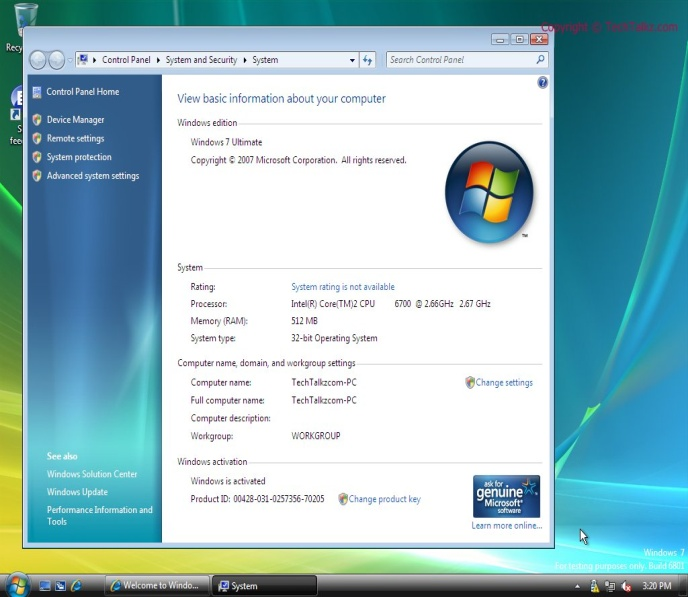 Copyright © TechTalkz.com
Recy
Control Panel
System and Security
System
Search Control Panel
Control Panel Home
Device Manager
Remote settings
System protection
Advanced system settings
S
fee
View basic information about your computer
Windows edition
Windows 7 Ultimate
Copyright © 2007 Microsoft Corporation. All rights reserved.
TM
System
Rating: System rating is not available
Processor: Intel(R) Core(TM)2 CPU 6700 @ 2.66GHz 2.67 GHz
Memory (RAM): 512 MB
System type: 32-bit Operating System
Computer name, domain, and workgroup settings
Computer name: TechTalkzcom-PC Change settings
Full computer name: TechTalkzcom-PC
Computer description:
Workgroup: WORKGROUP
Windows activation
Windows is activated
Product ID: 00428-031-0257356-70205 Change product key
ask for
genuine
Microsoft®
software
Learn more online...
See also
Windows Solution Center
Windows Update
Performance Information and
Tools
Windows 7
For testing purposes only. Build 6801
Welcome to Windo...
System
3:20 PM